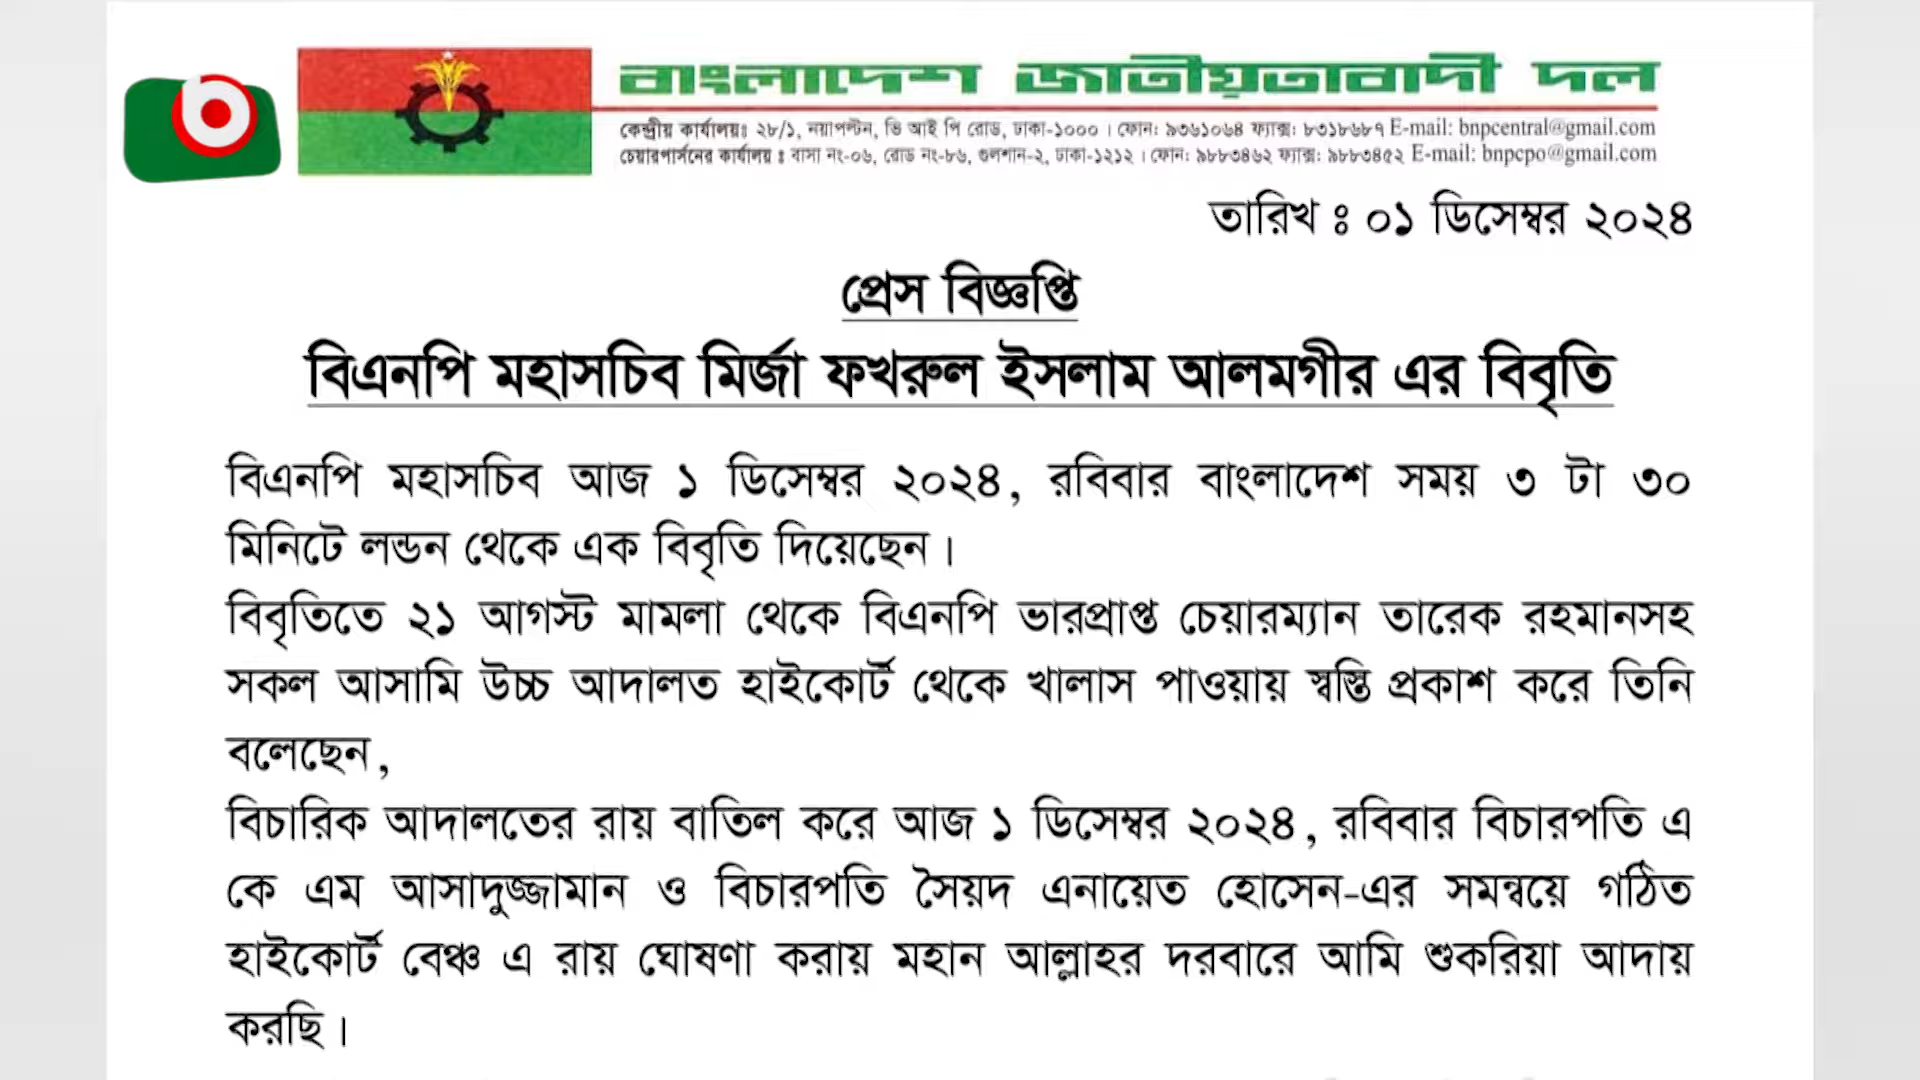 বাংলাদেশ জাতীয়তাবাদী দল
কেন্দ্রীয় কার্যালয়ঃ ২৮/১, নয়াপল্টন, ভি আই পি রোড, ঢাকা-১০০০ । ফোন: ৯৩৬১০৬৪ ফ্যাক্স: ৮৩১৮৬৮৭ E-mail: bnpcentral@gmail.com
চেয়ারপার্সনের কার্যালয় ঃ বাসা নং-০৬, রোড নং-৮৬, গুলশান-২, ঢাকা-১২১২ । ফোন: ৯৮৮৩৪৬২ ফ্যাক্স: ৯৮৮৩৪৫২ E-mail: bnpcpo@gmail.com
তারিখ ঃ ০১ ডিসেম্বর ২০২৪
প্রেস বিজ্ঞপ্তি
বিএনপি মহাসচিব মির্জা ফখরুল ইসলাম আলমগীর এর বিবৃতি
বিএনপি মহাসচিব আজ ১ ডিসেম্বর ২০২৪, রবিবার বাংলাদেশ সময় ৩ টা ৩০
মিনিটে লন্ডন থেকে এক বিবৃতি দিয়েছেন।
বিবৃতিতে ২১ আগস্ট মামলা থেকে বিএনপি ভারপ্রাপ্ত চেয়ারম্যান তারেক রহমানসহ
সকল আসামি উচ্চ আদালত হাইকোর্ট থেকে খালাস পাওয়ায় স্বস্তি প্রকাশ করে তিনি
বলেছেন,
বিচারিক আদালতের রায় বাতিল করে আজ ১ ডিসেম্বর ২০২৪, রবিবার বিচারপতি এ
কে এম আসাদুজ্জামান ও বিচারপতি সৈয়দ এনায়েত হোসেন-এর সমন্বয়ে গঠিত
হাইকোর্ট বেঞ্চ এ রায় ঘোষণা করায় মহান আল্লাহর দরবারে আমি শুকরিয়া আদায়
করছি।